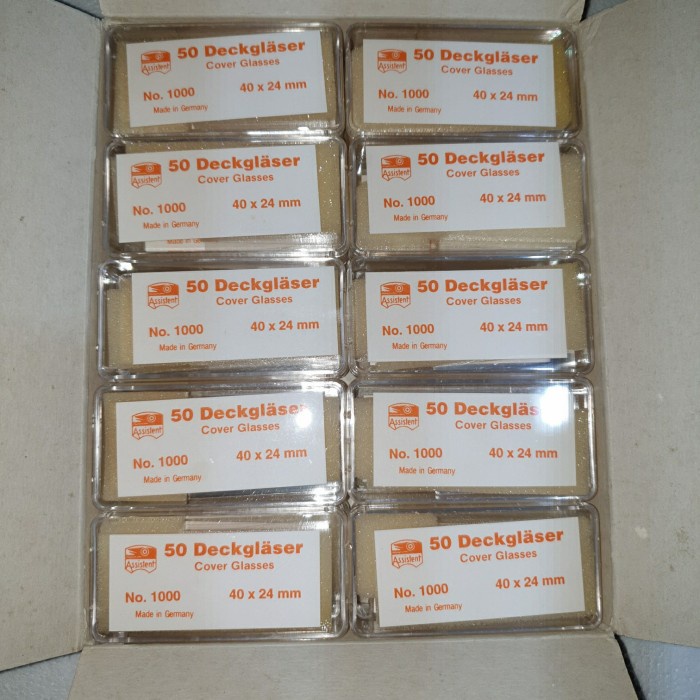 50 Deckgläser
Cover Glasses
Assistent
No. 1000 40 x 24 mm
Made in Germany
50 Deckgläser
Cover Glasses
Assistent
No. 1000 40 x 24 mm
Made in Germany
50 Deckgläser
Cover Glasses
Assistent
No. 1000 40 x 24 mm
Made in Germany
Made in
50 Deckgläser
Cover Glasses
Assistent
No. 1000 40 x 24 mm
Made in Germany
50 Deckgläser
Cover Glasses
Assistent
No. 1000 40 x 24 mm
Made in Germany
50 Deckgläser
Cover Glasses
Assistent
No. 1000 40 x 24 mm
Made in Germany
50 Deckgläser
Cover Glasses
Assistent
No. 1000 40 x 24 mm
Made in Germany
50 Deckgläser
Cover Glasses
Assistent
No. 1000 40 x 24 mm
Made in Germany
50 Deckgläser
Cover Glasses
Assistent
No. 1000 40 x 24 mm
Made in Germany
50 Deckgläser
Cover Glasses
Assistent
No. 1000 40 x 24 mm
Made in Germany